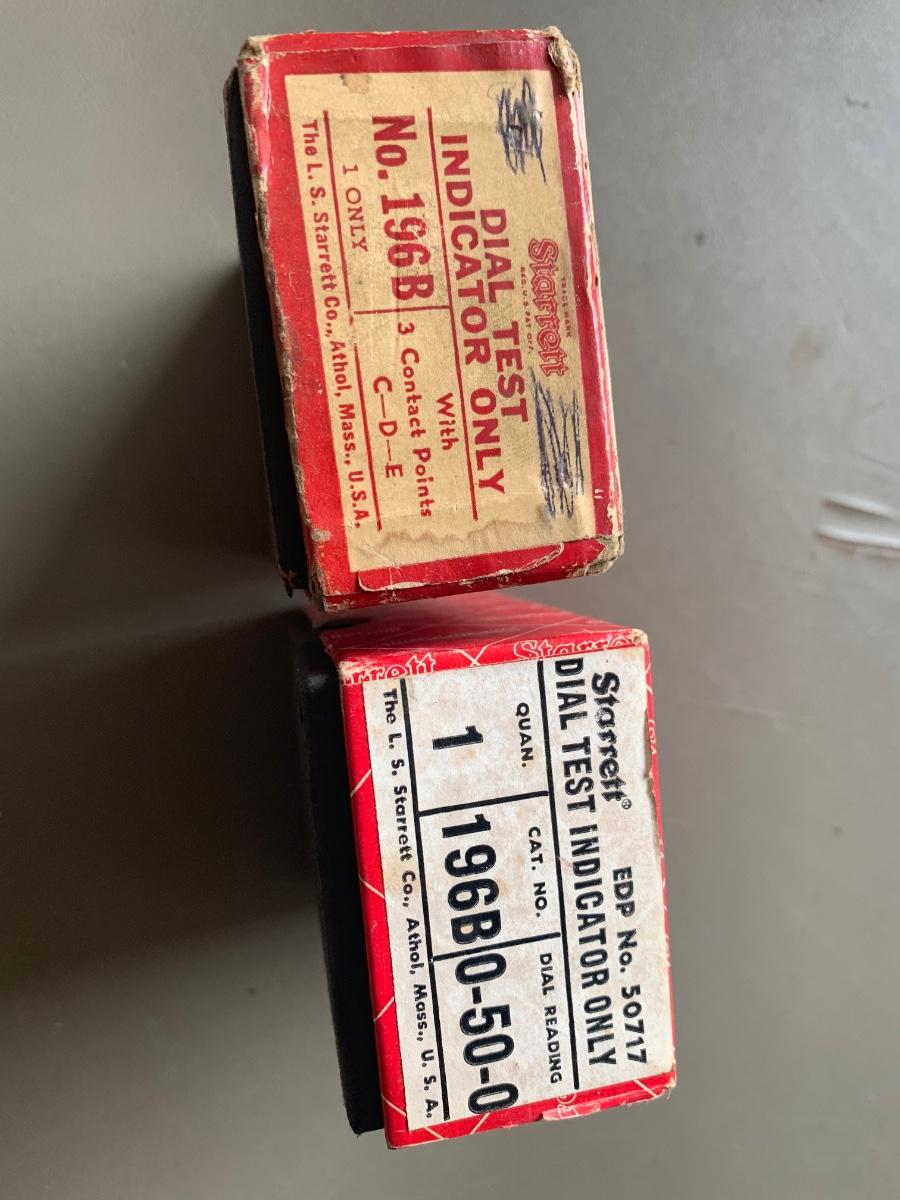 Starrett
TRADE MARK
REG. U.S. PAT. OFF.
DIAL TEST
INDICATOR ONLY
No. 196B
With
3 Contact Points
C—D—E
1 ONLY
The L. S. Starrett Co., Athol, Mass., U.S.A.
Starrett
Starrett® EDP No. 50717
DIAL TEST INDICATOR ONLY
QUAN. CAT. NO. DIAL READING
1 196B 0-50-0
The L. S. Starrett Co., Athol, Mass., U. S. A.